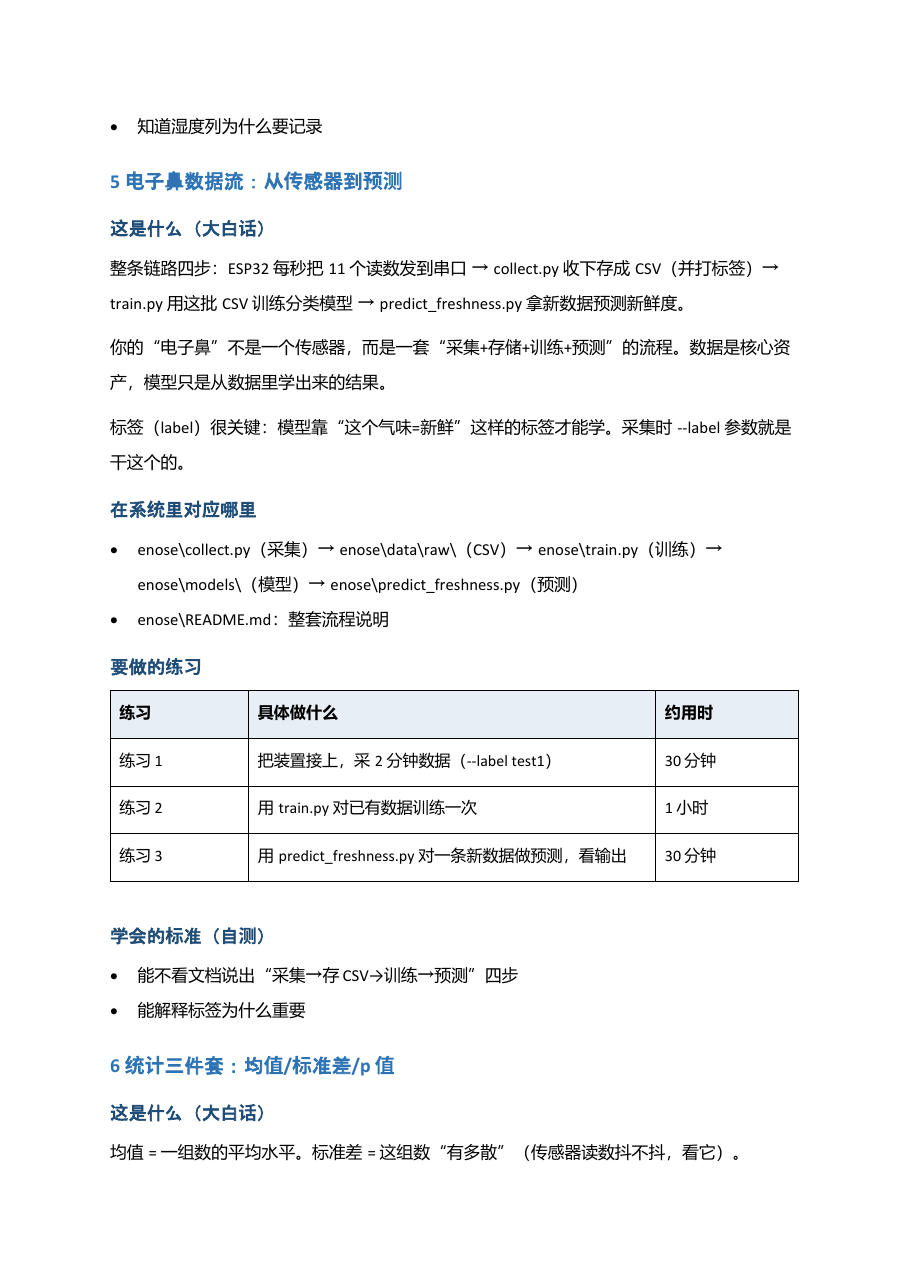 • 知道湿度列为什么要记录
5 电子鼻数据流：从传感器到预测
这是什么（大白话）
整条链路四步：ESP32 每秒把 11 个读数发到串口 → collect.py 收下存成 CSV（并打标签）→
train.py 用这批 CSV 训练分类模型 → predict_freshness.py 拿新数据预测新鲜度。
你的“电子鼻”不是一个传感器，而是一套“采集+存储+训练+预测”的流程。数据是核心资
产，模型只是从数据里学出来的结果。
标签（label）很关键：模型靠“这个气味=新鲜”这样的标签才能学。采集时 --label 参数就是
干这个的。
在系统里对应哪里
• enose\collect.py（采集）→ enose\data\raw\（CSV）→ enose\train.py（训练）→
enose\models\（模型）→ enose\predict_freshness.py（预测）
• enose\README.md：整套流程说明
要做的练习
练习 具体做什么 约用时
练习 1 把装置接上，采 2 分钟数据（--label test1） 30 分钟
练习 2 用 train.py 对已有数据训练一次 1 小时
练习 3 用 predict_freshness.py 对一条新数据做预测，看输出 30 分钟
学会的标准（自测）
• 能不看文档说出“采集→存 CSV→训练→预测”四步
• 能解释标签为什么重要
6 统计三件套：均值/标准差/p 值
这是什么（大白话）
均值 = 一组数的平均水平。标准差 = 这组数“有多散”（传感器读数抖不抖，看它）。